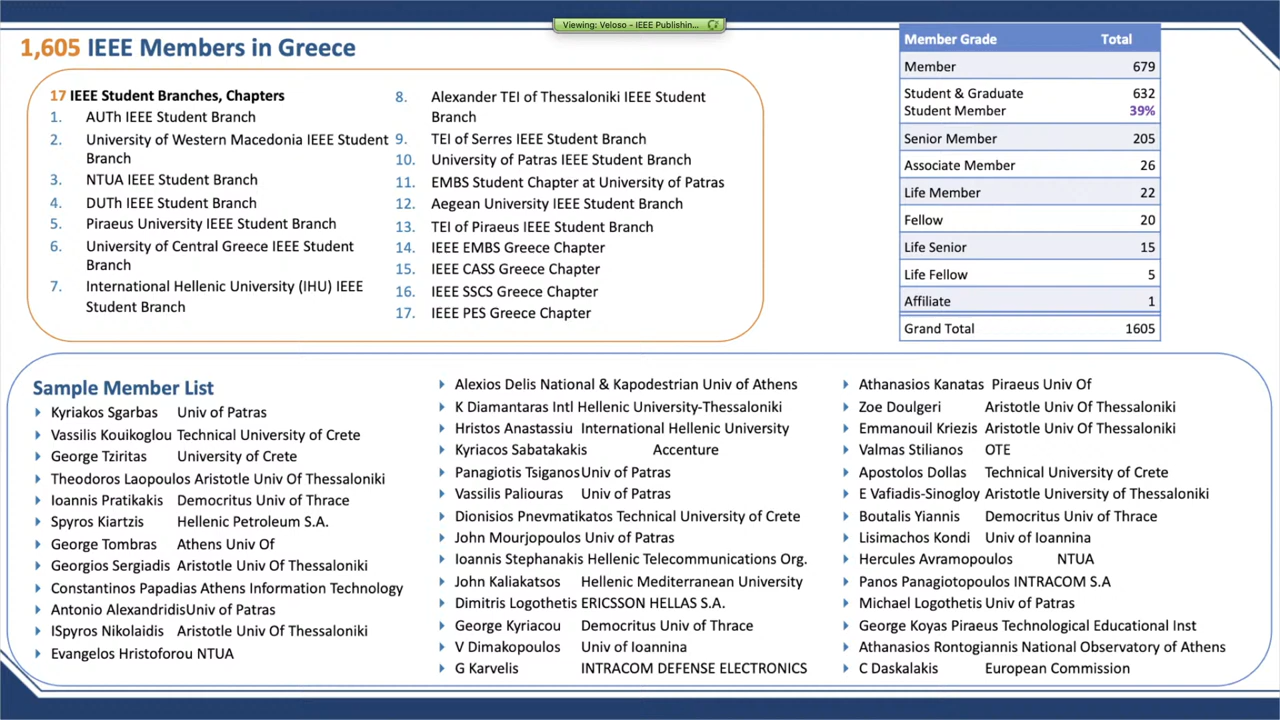 Viewing: Veloso - IEEE Publishin...
1,605 IEEE Members in Greece
17 IEEE Student Branches, Chapters
1. AUTh IEEE Student Branch
2. University of Western Macedonia IEEE Student
Branch
3. NTUA IEEE Student Branch
4. DUTh IEEE Student Branch
5. Piraeus University IEEE Student Branch
6. University of Central Greece IEEE Student
Branch
7. International Hellenic University (IHU) IEEE
Student Branch
8. Alexander TEI of Thessaloniki IEEE Student
Branch
9. TEI of Serres IEEE Student Branch
10. University of Patras IEEE Student Branch
11. EMBS Student Chapter at University of Patras
12. Aegean University IEEE Student Branch
13. TEI of Piraeus IEEE Student Branch
14. IEEE EMBS Greece Chapter
15. IEEE CASS Greece Chapter
16. IEEE SSCS Greece Chapter
17. IEEE PES Greece Chapter
Member Grade Total
Member 679
Student & Graduate 632
Student Member 39%
Senior Member 205
Associate Member 26
Life Member 22
Fellow 20
Life Senior 15
Life Fellow 5
Affiliate 1
Grand Total 1605
Sample Member List
Kyriakos Sgarbas Univ of Patras
Vassilis Kouikoglou Technical University of Crete
George Tziritas University of Crete
Theodoros Laopoulos Aristotle Univ Of Thessaloniki
Ioannis Pratikakis Democritus Univ of Thrace
Spyros Kiartzis Hellenic Petroleum S.A.
George Tombras Athens Univ Of
Georgios Sergiadis Aristotle Univ Of Thessaloniki
Constantinos Papadias Athens Information Technology
Antonio AlexandridisUniv of Patras
ISpyros Nikolaidis Aristotle Univ Of Thessaloniki
Evangelos Hristoforou NTUA
Alexios Delis National & Kapodestrian Univ of Athens
K Diamantaras Intl Hellenic University-Thessaloniki
Hristos Anastassiu International Hellenic University
Kyriacos Sabatakakis Accenture
Panagiotis TsiganosUniv of Patras
Vassilis Paliouras Univ of Patras
Dionisios Pnevmatikatos Technical University of Crete
John Mourjopoulos Univ of Patras
Ioannis Stephanakis Hellenic Telecommunications Org.
John Kaliakatsos Hellenic Mediterranean University
Dimitris Logothetis ERICSSON HELLAS S.A.
George Kyriacou Democritus Univ of Thrace
V Dimakopoulos Univ of Ioannina
G Karvelis INTRACOM DEFENSE ELECTRONICS
Athanasios Kanatas Piraeus Univ Of
Zoe Doulgeri Aristotle Univ Of Thessaloniki
Emmanouil Kriezis Aristotle Univ Of Thessaloniki
Valmas Stilianos OTE
Apostolos Dollas Technical University of Crete
E Vafiadis-Sinogloy Aristotle University of Thessaloniki
Boutalis Yiannis Democritus Univ of Thrace
Lisimachos Kondi Univ of Ioannina
Hercules Avramopoulos NTUA
Panos Panagiotopoulos INTRACOM S.A
Michael Logothetis Univ of Patras
George Koyas Piraeus Technological Educational Inst
Athanasios Rontogiannis National Observatory of Athens
C Daskalakis European Commission